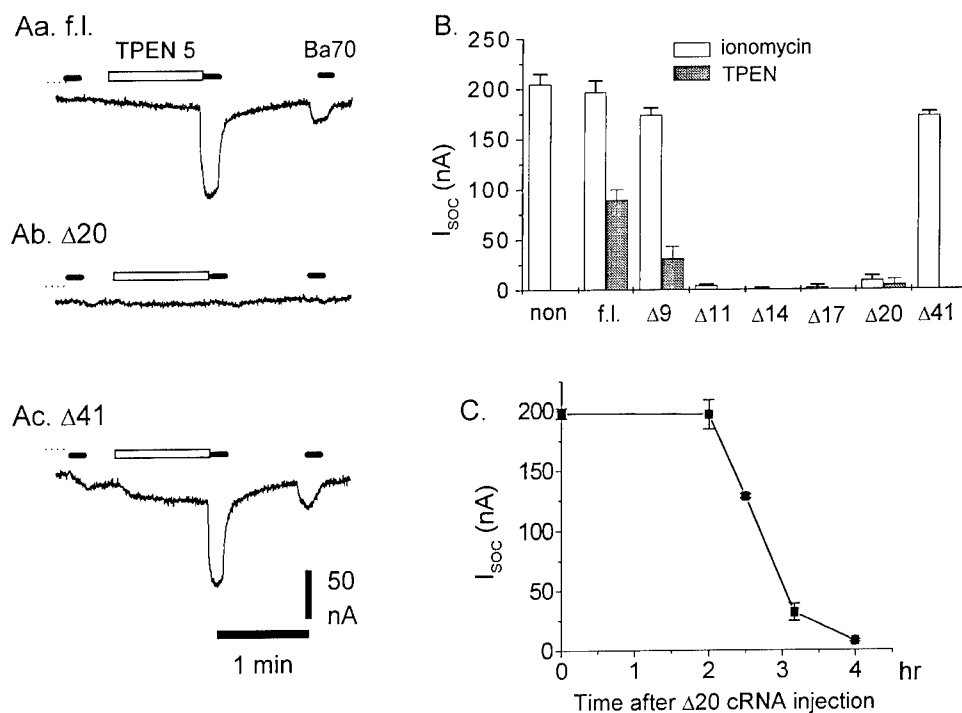 Aa. f.l.
TPEN 5
Ba70
Ab. Δ20
Ac. Δ41
50
nA
1 min
B.
ionomycin
TPEN
250
200
150
100
50
0
I_SOC (nA)
non f.l. Δ9 Δ11 Δ14 Δ17 Δ20 Δ41
C.
200
150
100
50
0
I_SOC (nA)
0 1 2 3 4 hr
Time after Δ20 cRNA injection